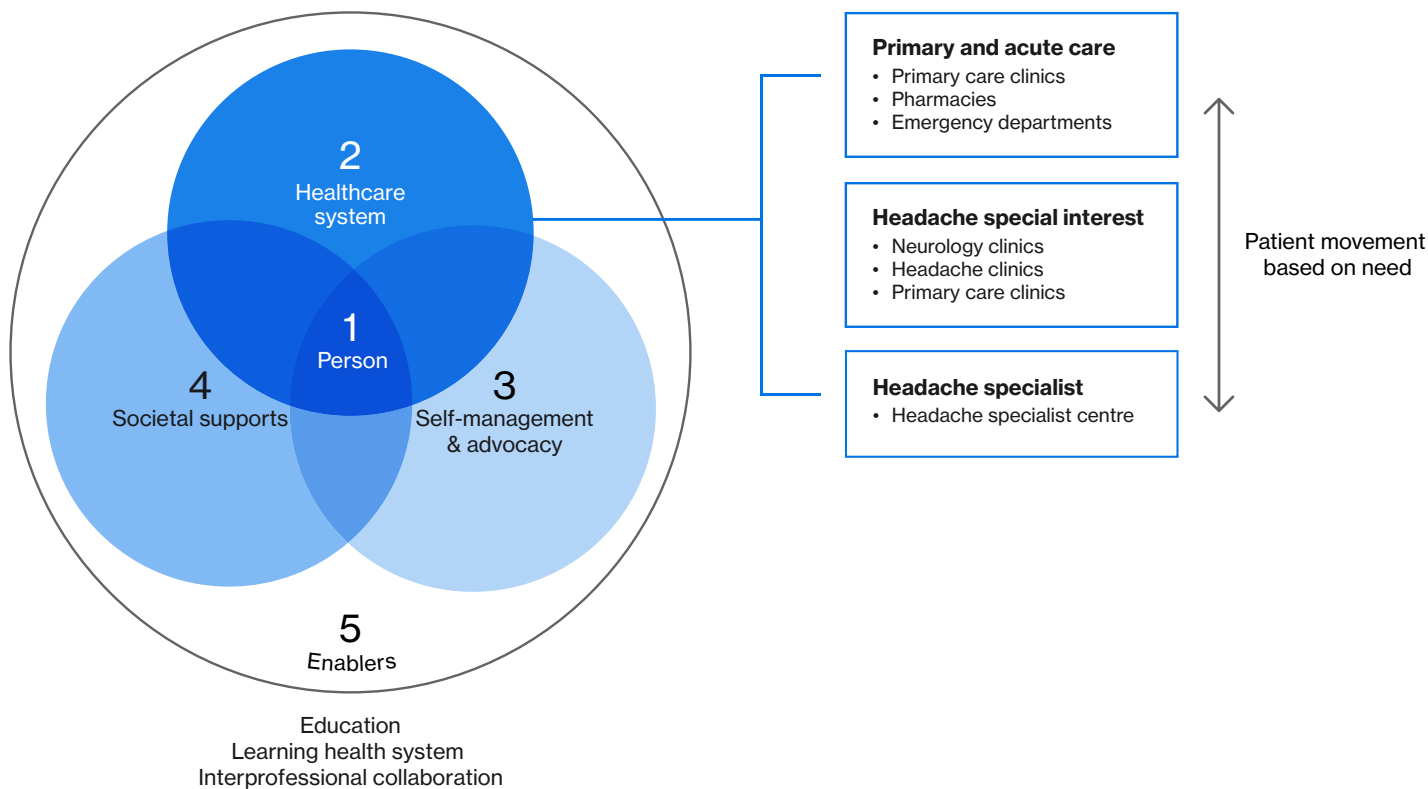 2
Healthcare
system
1
Person
4
Societal supports
3
Self-management
& advocacy
5
Enablers
Education
Learning health system
Interprofessional collaboration
Primary and acute care
• Primary care clinics
• Pharmacies
• Emergency departments
Headache special interest
• Neurology clinics
• Headache clinics
• Primary care clinics
Headache specialist
• Headache specialist centre
Patient movement
based on need